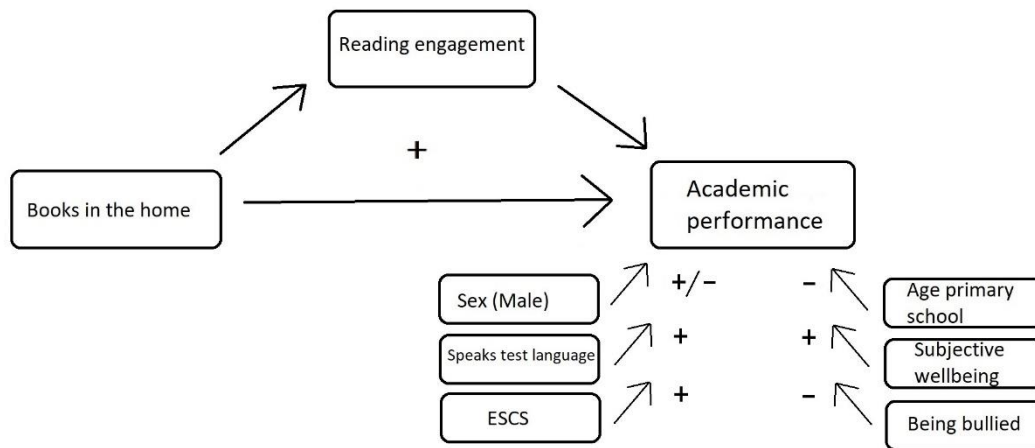 Reading engagement
+
Books in the home
Academic
performance
Sex (Male)
+/-
-
Age primary
school
Speaks test language
+
+
Subjective
wellbeing
ESCS
+
-
Being bullied